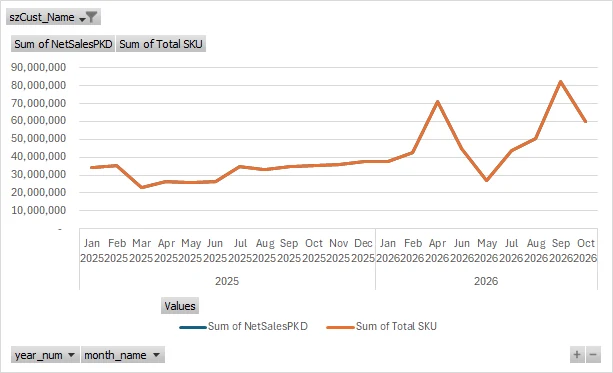 szCust_Name
Sum of NetSalesPKD Sum of Total SKU
90,000,000
80,000,000
70,000,000
60,000,000
50,000,000
40,000,000
30,000,000
20,000,000
10,000,000
-
Jan Feb Mar Apr May Jun Jul Aug Sep Oct Nov Dec Jan Feb Apr Jun May Jul Aug Sep Oct
2025 2025 2025 2025 2025 2025 2025 2025 2025 2025 2025 2025 2026 2026 2026 2026 2026 2026 2026 2026 2026
2025 2026
Values
Sum of NetSalesPKD Sum of Total SKU
year_num month_name + -